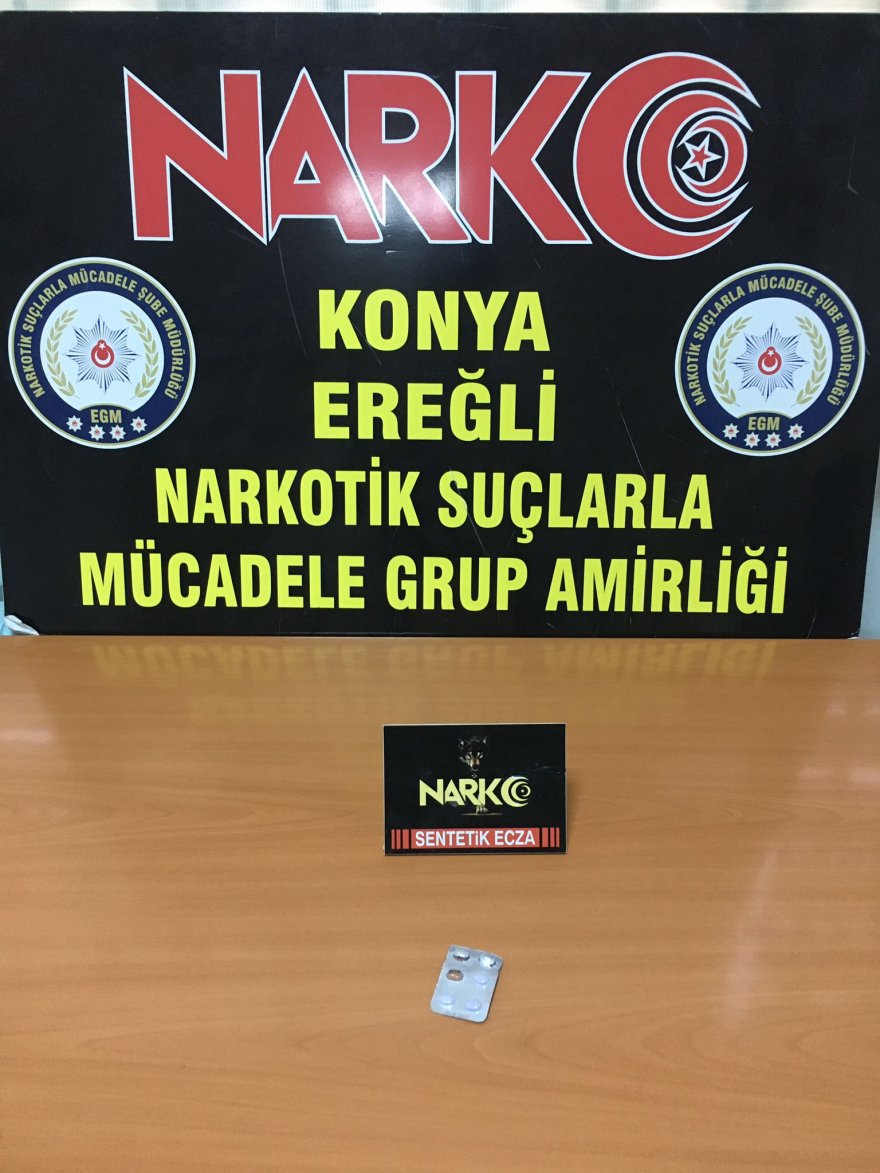 NARKO
KONYA
EREĞLİ
NARKOTİK SUÇLARLA
MÜCADELE GRUP AMİRLİĞİ
NARKOTİK SUÇLARLA MÜCADELE ŞUBE MÜDÜRLÜĞÜ
EGM
NARKOTİK SUÇLARLA MÜCADELE ŞUBE MÜDÜRLÜĞÜ
EGM
NARKO
SENTETİK ECZA